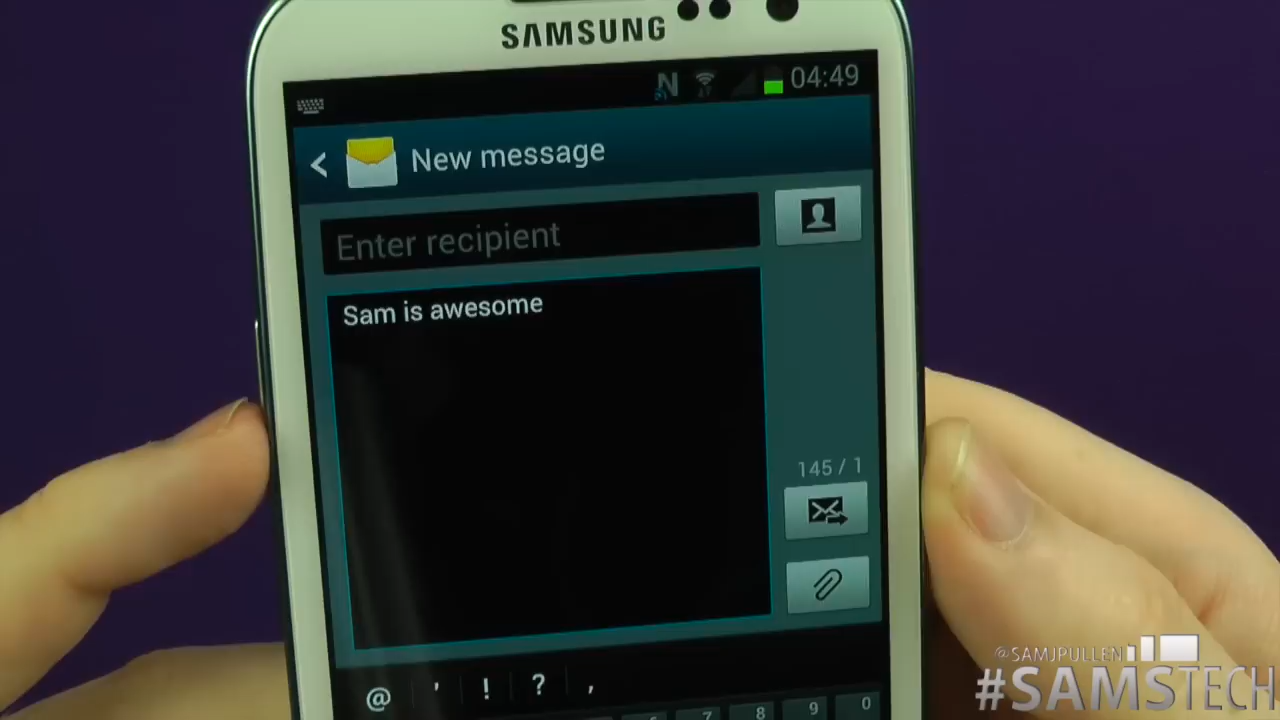 SAMSUNG
04:49
New message
Enter recipient
Sam is awesome
145 / 1
@ ' ! ? ,
7 8 9 0
@SAMJPULLEN
#SAMSTECH